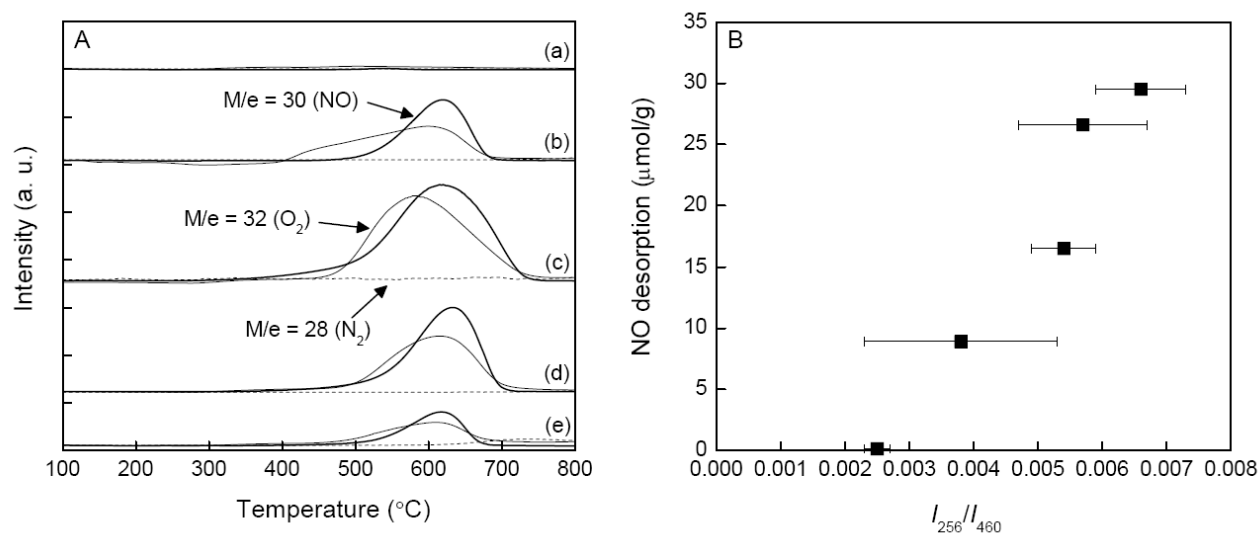 A
(a)
M/e = 30 (NO)
(b)
M/e = 32 (O₂)
(c)
M/e = 28 (N₂)
(d)
(e)
Intensity (a. u.)
100 200 300 400 500 600 700 800
Temperature (°C)
B
35
30
25
20
15
10
5
0
NO desorption (μmol/g)
0.000 0.001 0.002 0.003 0.004 0.005 0.006 0.007 0.008
I₂₅₆/I₄₆₀